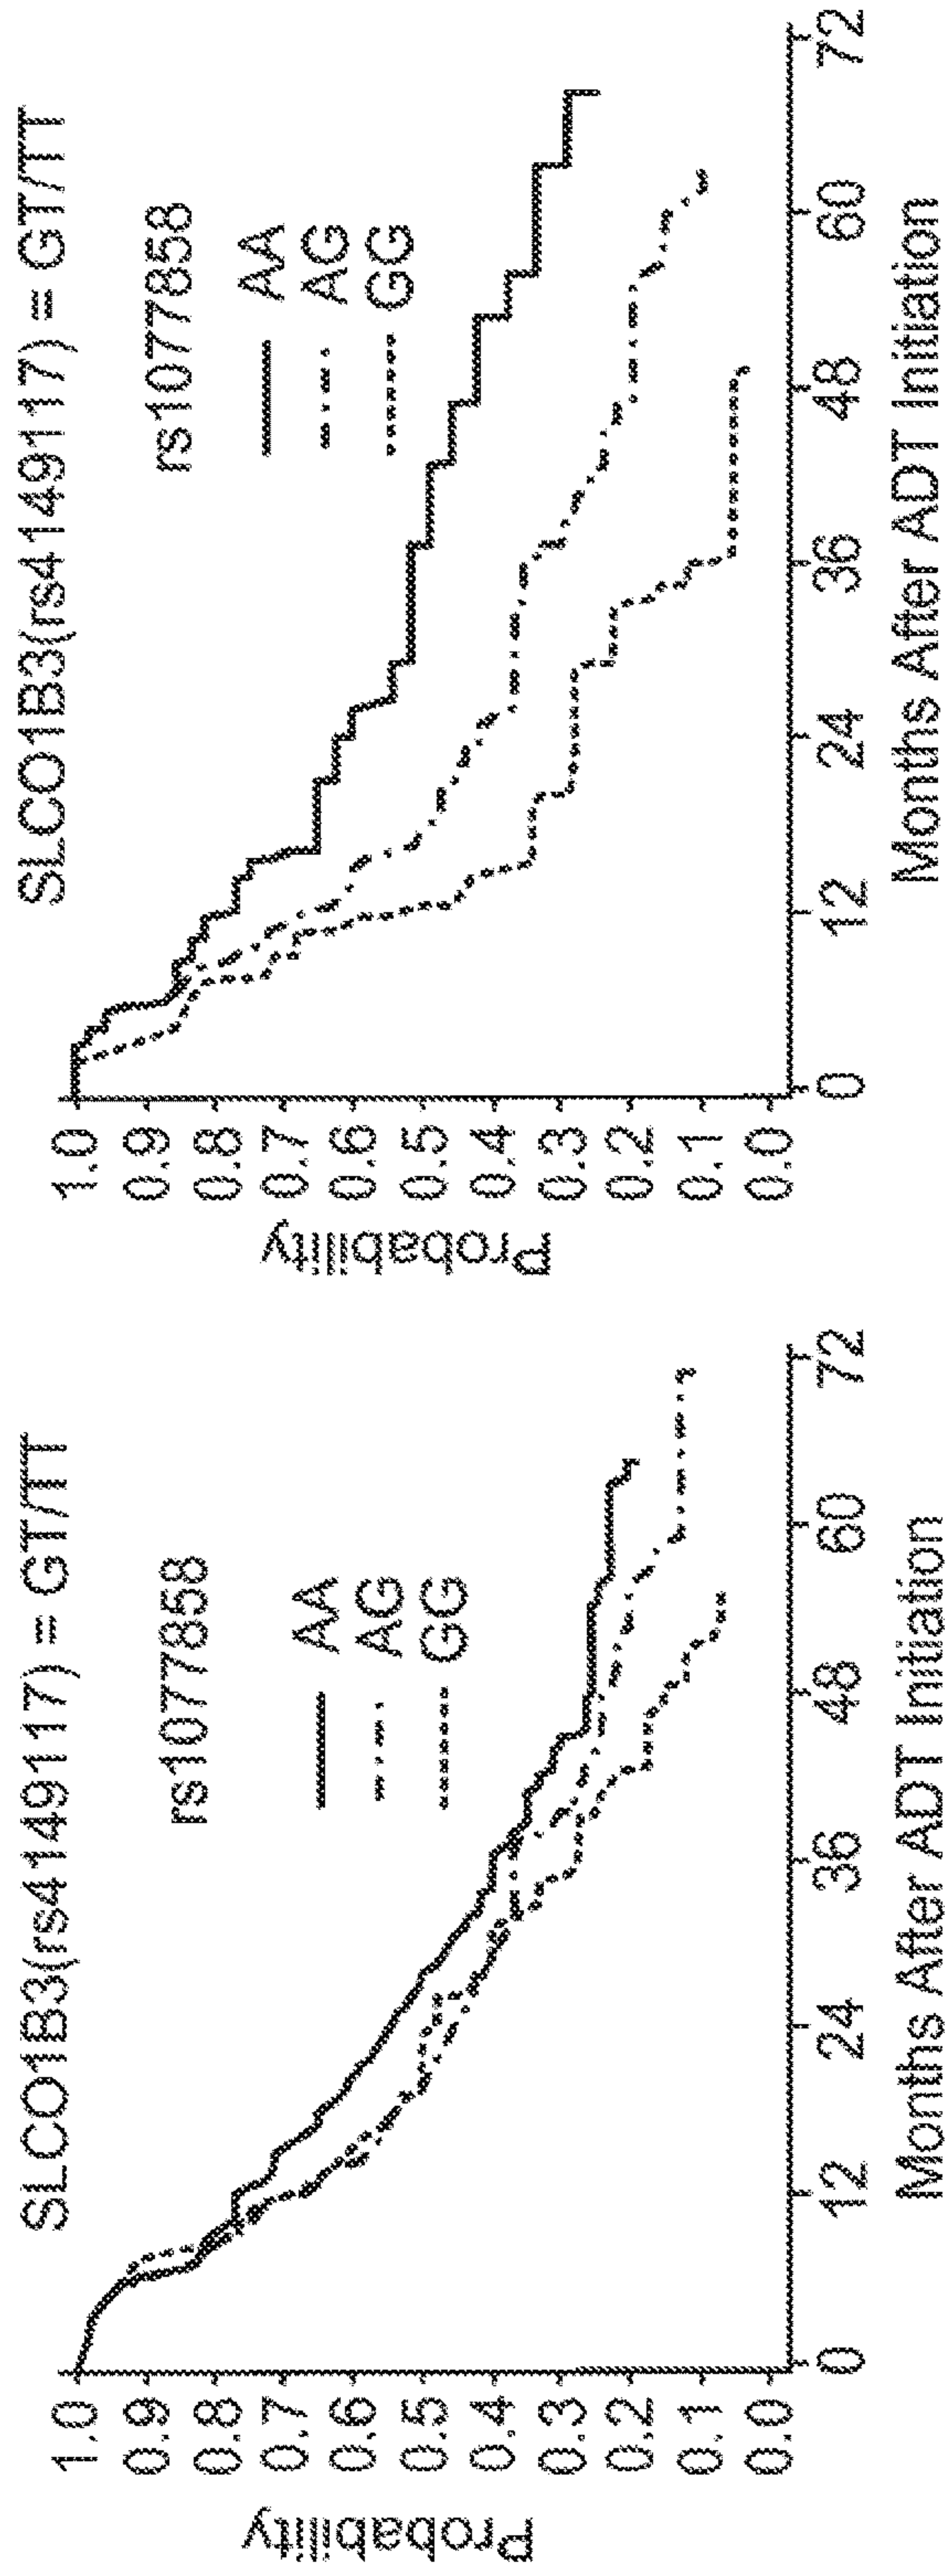 SLCO1B3(rs4149117) = GT/TT
rs1077858
AA
AG
GG
Probability
1.0
0.9
0.8
0.7
0.6
0.5
0.4
0.3
0.2
0.1
0.0
0 12 24 36 48 60 72
Months After ADT Initiation
SLCO1B3(rs4149117) = GT/TT
rs1077858
AA
AG
GG
Probability
1.0
0.9
0.8
0.7
0.6
0.5
0.4
0.3
0.2
0.1
0.0
0 12 24 36 48 60 72
Months After ADT Initiation